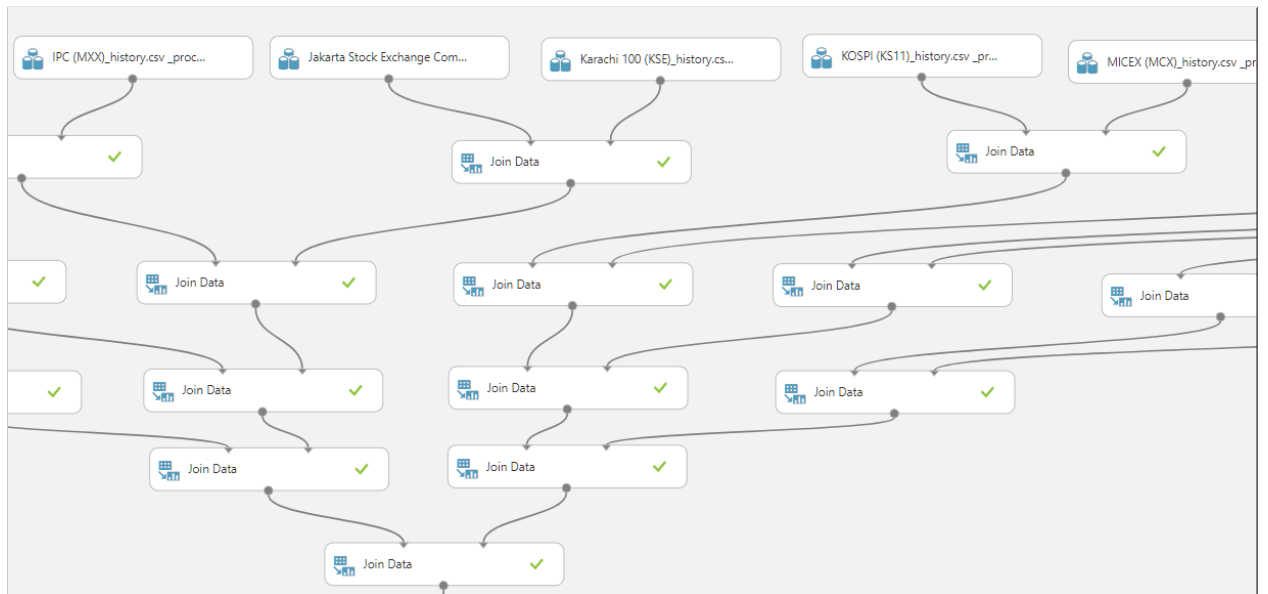 IPC (MXX)_history.csv _proc...
Jakarta Stock Exchange Com...
Karachi 100 (KSE)_history.cs...
KOSPI (KS11)_history.csv _pr...
MICEX (MCX)_history.csv _pr
Join Data
Join Data
Join Data
Join Data
Join Data
Join Data
Join Data
Join Data
Join Data
Join Data
Join Data
Join Data